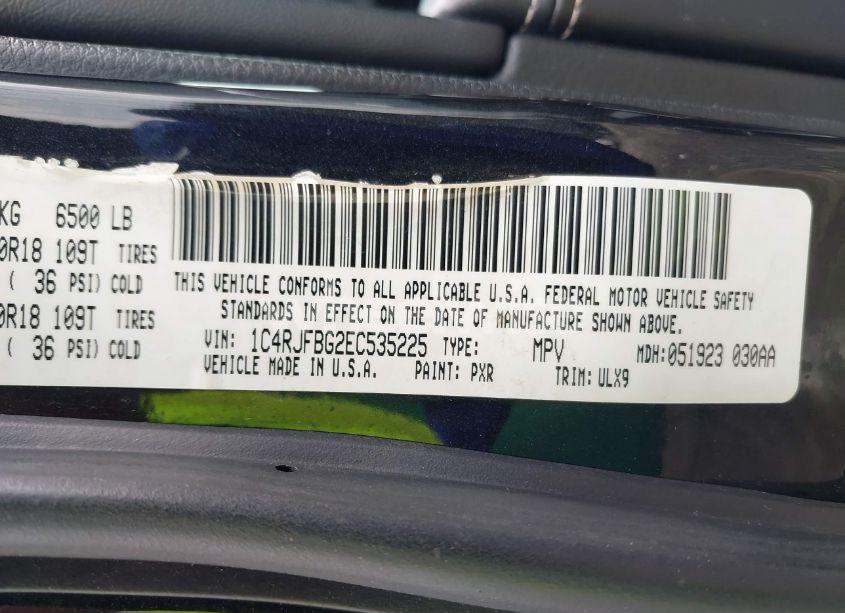 KG 6500 LB
0R18 109T TIRES
( 36 PSI) COLD
0R18 109T TIRES
( 36 PSI) COLD
THIS VEHICLE CONFORMS TO ALL APPLICABLE U.S.A. FEDERAL MOTOR VEHICLE SAFETY
STANDARDS IN EFFECT ON THE DATE OF MANUFACTURE SHOWN ABOVE.
VIN: 1C4RJFBG2EC535225 TYPE: MPV MDH:051923 030AA
VEHICLE MADE IN U.S.A. PAINT: PXR TRIM:ULX9